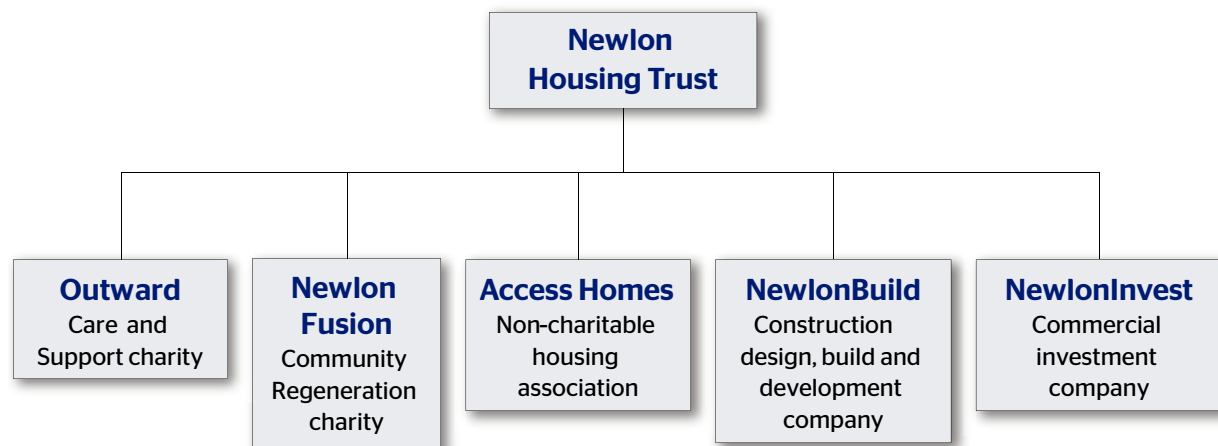 Newlon
Housing Trust
Outward
Care and
Support charity
Newlon
Fusion
Community
Regeneration
charity
Access Homes
Non-charitable
housing
association
NewlonBuild
Construction
design, build and
development
company
NewlonInvest
Commercial
investment
company